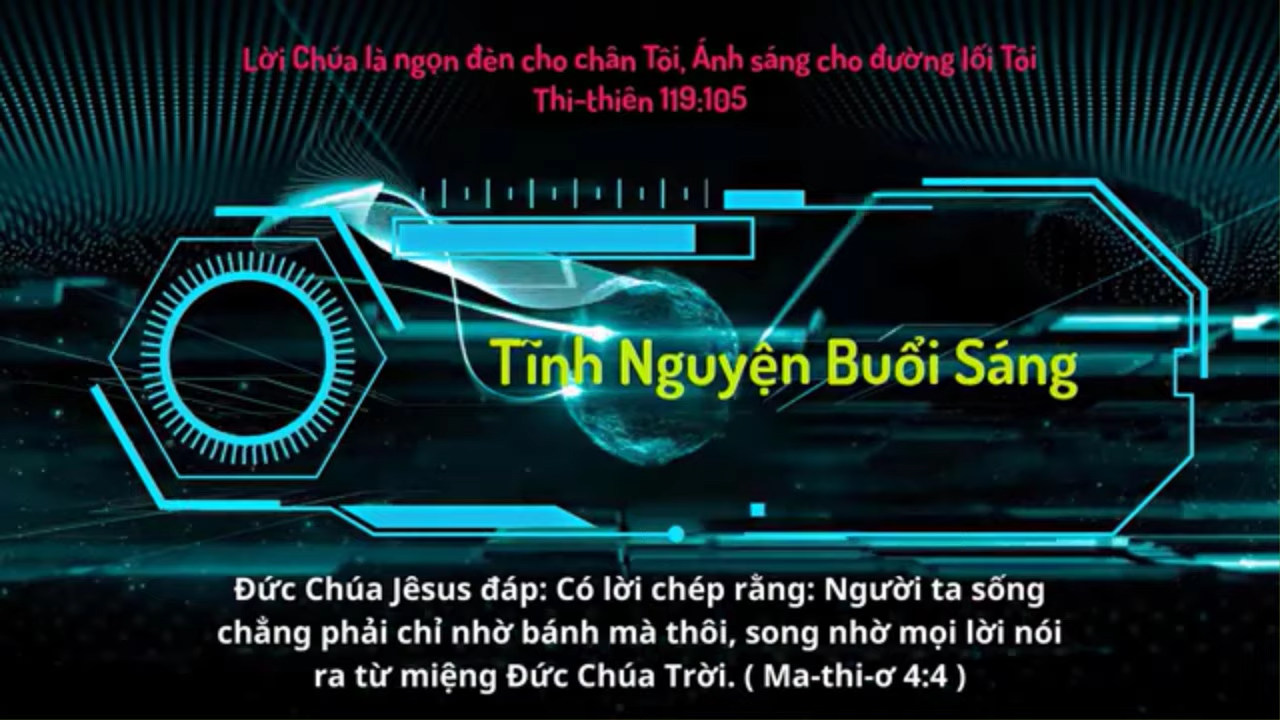 Lời Chúa là ngọn đèn cho chân Tôi, Ánh sáng cho đường lối Tôi
Thi-thiên 119:105
Tĩnh Nguyện Buổi Sáng
Đức Chúa Jêsus đáp: Có lời chép rằng: Người ta sống
chẳng phải chỉ nhờ bánh mà thôi, song nhờ mọi lời nói
ra từ miệng Đức Chúa Trời. ( Ma-thi-ơ 4:4 )